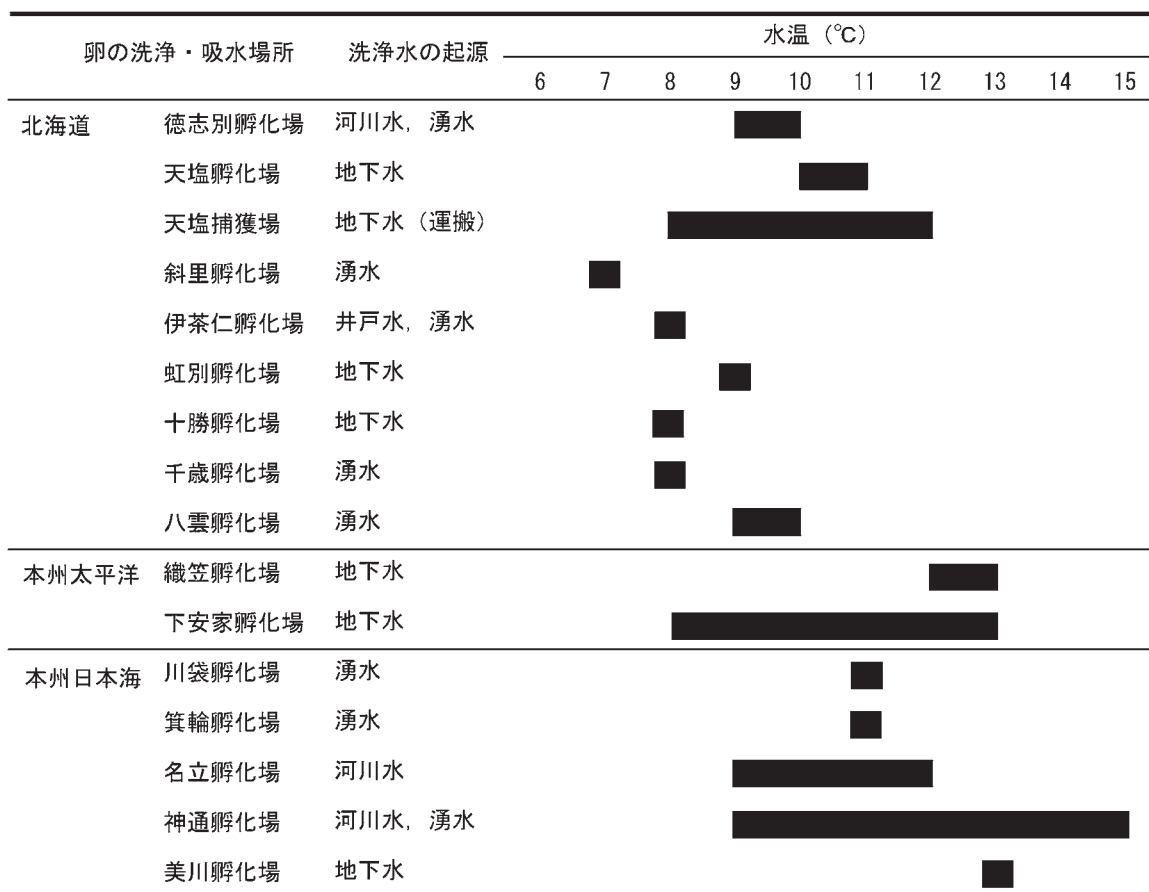 卵の洗浄・吸水場所 洗浄水の起源 水温（℃）
6 7 8 9 10 11 12 13 14 15
北海道 徳志別孵化場 河川水，湧水
天塩孵化場 地下水
天塩捕獲場 地下水（運搬）
斜里孵化場 湧水
伊茶仁孵化場 井戸水，湧水
虹別孵化場 地下水
十勝孵化場 地下水
千歳孵化場 湧水
八雲孵化場 湧水
本州太平洋 織笠孵化場 地下水
下安家孵化場 地下水
本州日本海 川袋孵化場 湧水
箕輪孵化場 湧水
名立孵化場 河川水
神通孵化場 河川水，湧水
美川孵化場 地下水